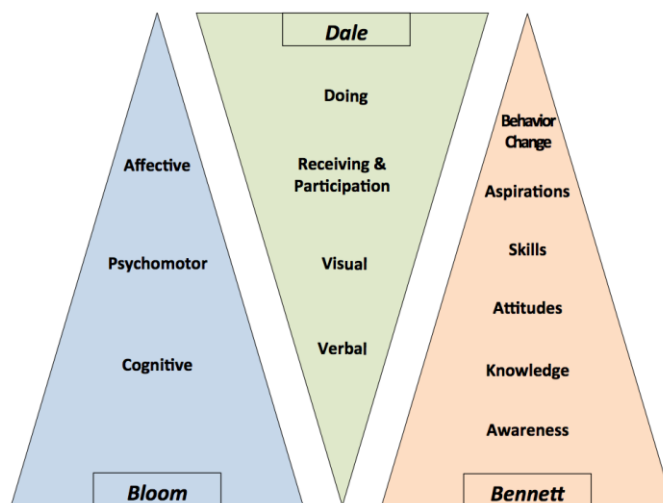 Affective
Psychomotor
Cognitive
Bloom
Dale
Doing
Receiving &
Participation
Visual
Verbal
Behavior
Change
Aspirations
Skills
Attitudes
Knowledge
Awareness
Bennett